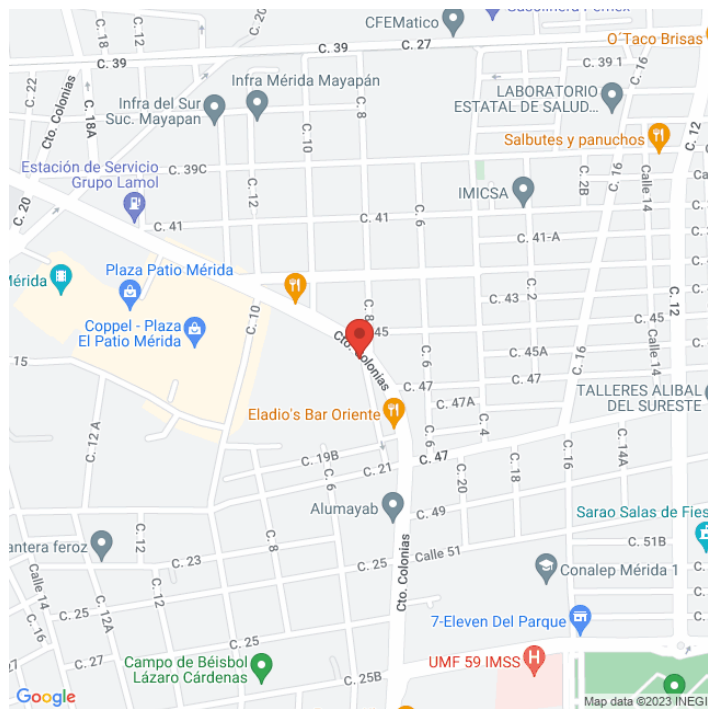 Gasolinera Pemex
C. 20
C. 18
C. 12
CFEMatico
C. 39
C. 27
O´Taco Brisas
C. 39
C. 39 1
C. 16
C. 22
Cto. Colonias
C. 18A
Infra Mérida Mayapán
Infra del Sur
Suc. Mayapan
C. 10
C. 8
LABORATORIO
ESTATAL DE SALUD...
C. 12
Salbutes y panuchos
Estación de Servicio
Grupo Lamol
C. 39C
C. 12
IMICSA
C. 2B
C. 16
Calle 14
C. 20
C. 41
C. 41
C. 41-A
Mérida
Plaza Patio Mérida
C. 10
C. 8
C. 43
C. 2
C. 12
Coppel - Plaza
El Patio Mérida
Cto. Colonias
45
C. 45
C. 45A
C. 16
Calle 14
15
C. 6
C. 47
C. 47
C. 47A
TALLERES ALIBAL
DEL SURESTE
Eladio's Bar Oriente
C. 12 A
C. 6
C. 4
C. 19B
C. 21
C. 47
C. 6
C. 20
C. 18
C. 16
C. 14A
Alumayab
C. 49
Sarao Salas de Fies
antera feroz
C. 12
C. 8
C. 23
C. 25
Calle 51
C. 51B
Conalep Mérida 1
Cto. Colonias
Calle 14
C. 16
C. 25
C. 25
7-Eleven Del Parque
C. 27
Campo de Béisbol
Lázaro Cárdenas
C. 25B
UMF 59 IMSS
Google
Map data ©2023 INEGI